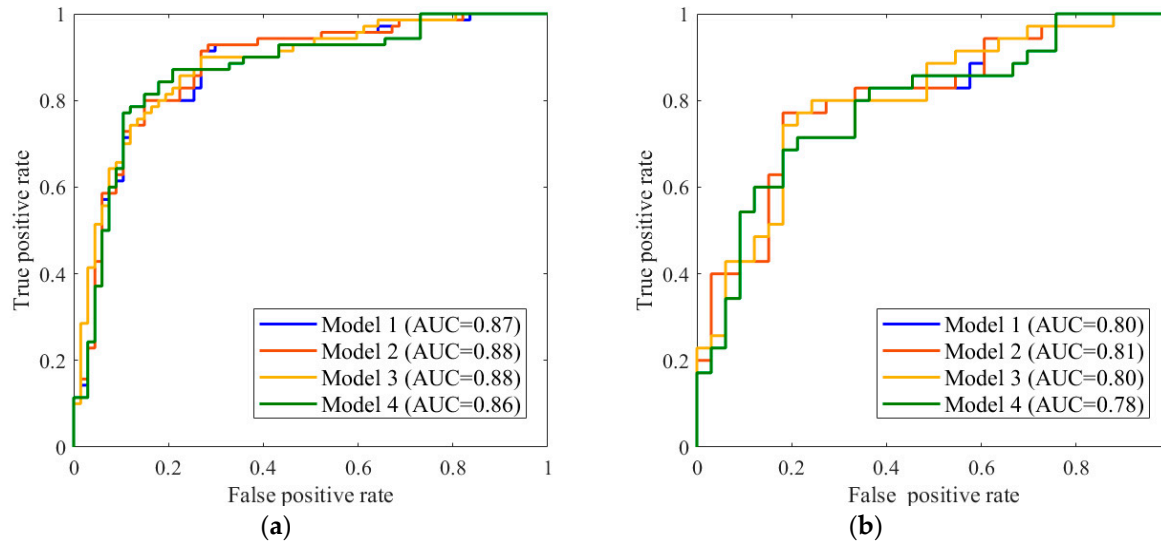 1
0.8
0.6
0.4
0.2
0
True positive rate
Model 1 (AUC=0.87)
Model 2 (AUC=0.88)
Model 3 (AUC=0.88)
Model 4 (AUC=0.86)
0 0.2 0.4 0.6 0.8 1
False positive rate
(a)
1
0.8
0.6
0.4
0.2
0
True positive rate
Model 1 (AUC=0.80)
Model 2 (AUC=0.81)
Model 3 (AUC=0.80)
Model 4 (AUC=0.78)
0 0.2 0.4 0.6 0.8
False positive rate
(b)